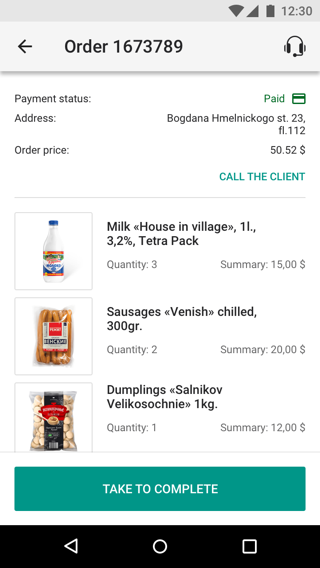 12:30
Order 1673789
Payment status: Paid
Address: Bogdana Hmelnickogo st. 23,
fl.112
Order price: 50.52 $
CALL THE CLIENT
Milk «House in village», 1l.,
3,2%, Tetra Pack
Quantity: 3 Summary: 15,00 $
Sausages «Venish» chilled,
300gr.
Quantity: 2 Summary: 20,00 $
Dumplings «Salnikov
Velikosochnie» 1kg.
Quantity: 1 Summary: 12,00 $
TAKE TO COMPLETE